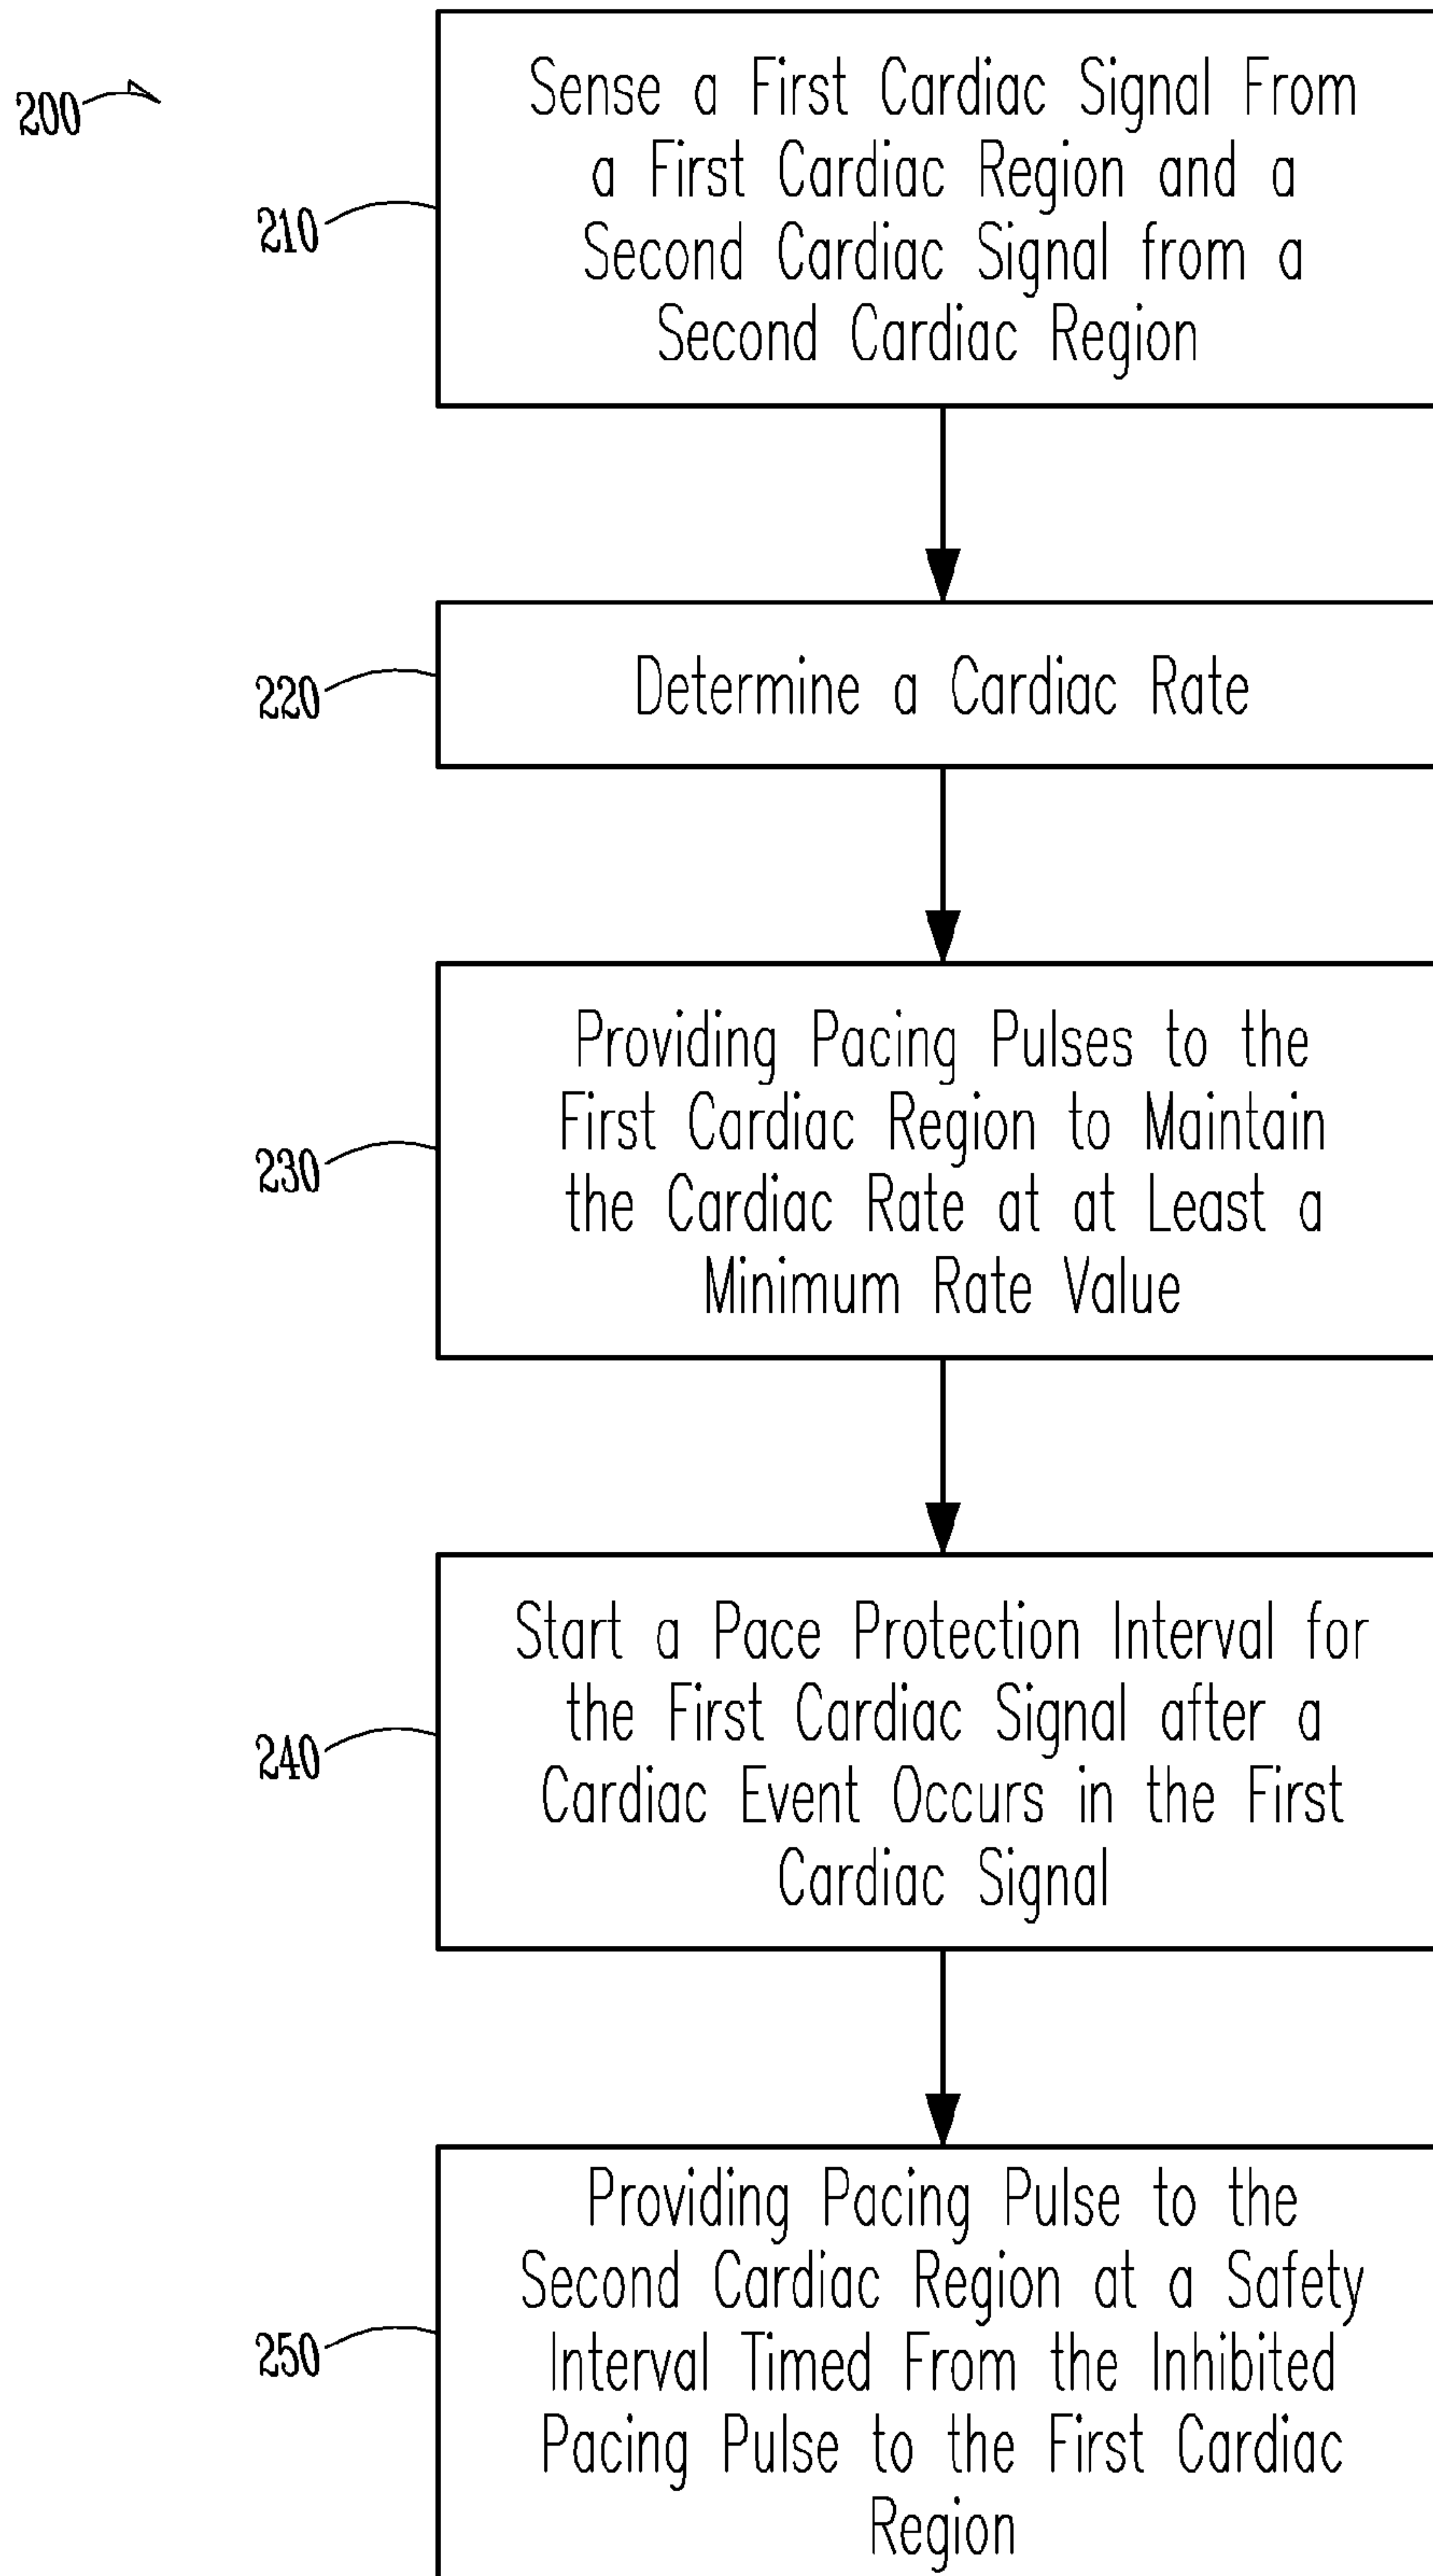 200
Sense a First Cardiac Signal From
a First Cardiac Region and a
Second Cardiac Signal from a
Second Cardiac Region
210
Determine a Cardiac Rate
220
Providing Pacing Pulses to the
First Cardiac Region to Maintain
the Cardiac Rate at at Least a
Minimum Rate Value
230
Start a Pace Protection Interval for
the First Cardiac Signal after a
Cardiac Event Occurs in the First
Cardiac Signal
240
Providing Pacing Pulse to the
Second Cardiac Region at a Safety
Interval Timed From the Inhibited
Pacing Pulse to the First Cardiac
Region
250